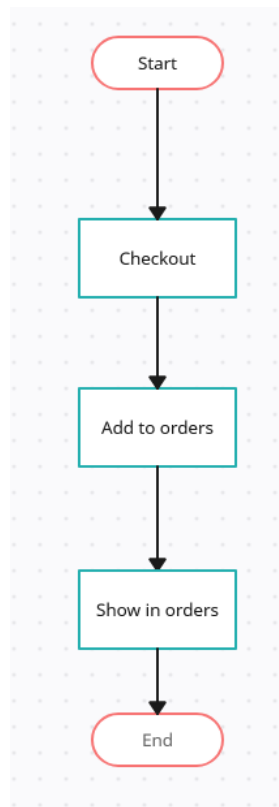 Start
Checkout
Add to orders
Show in orders
End